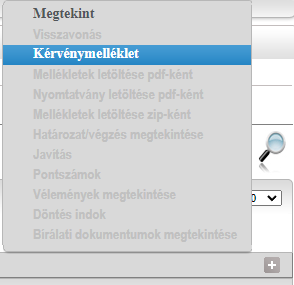 Megtekint
Visszavonás
Kérvénymelléklet
Mellékletek letöltése pdf-ként
Nyomtatvány letöltése pdf-ként
Mellékletek letöltése zip-ként
Határozat/végzés megtekintése
Javítás
Pontszámok
Vélemények megtekintése
Döntés indok
Bírálati dokumentumok megtekintése